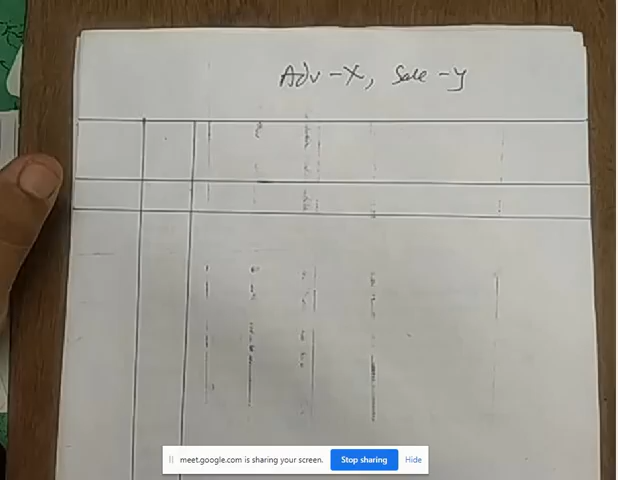 Adv - X, Sale - y
meet.google.com is sharing your screen. Stop sharing Hide